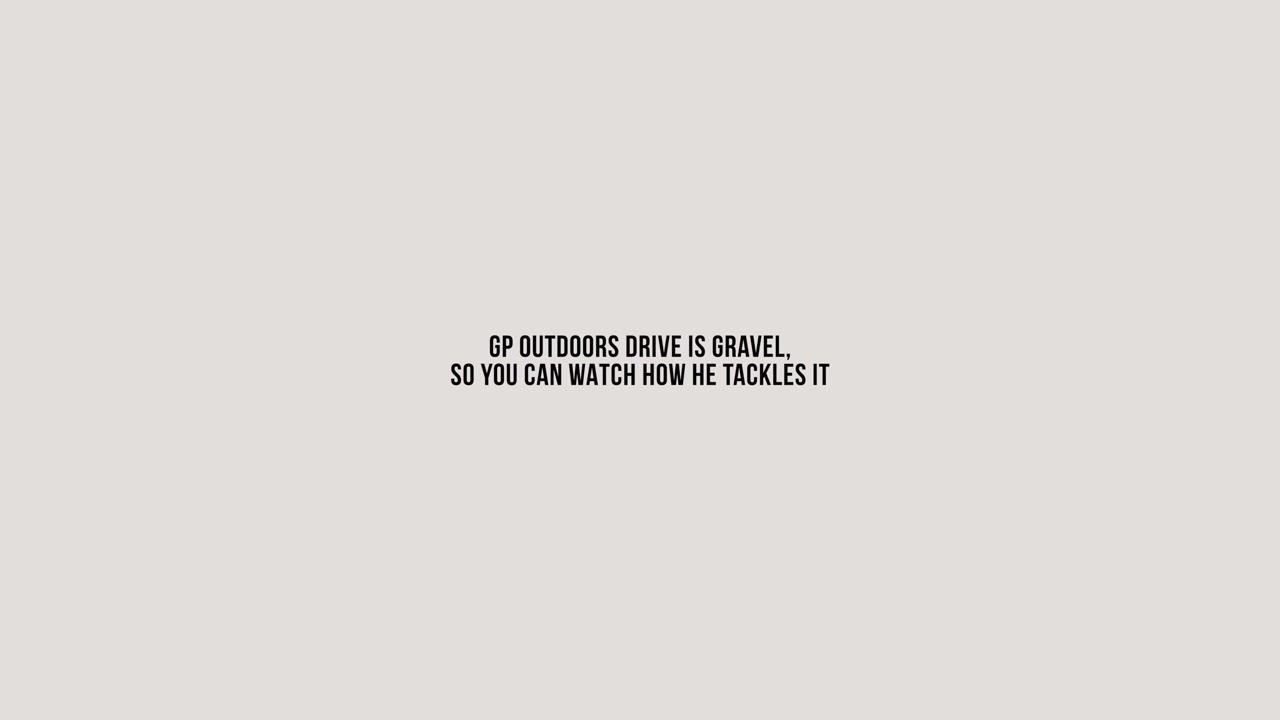 GP OUTDOORS DRIVE IS GRAVEL,
SO YOU CAN WATCH HOW HE TACKLES IT